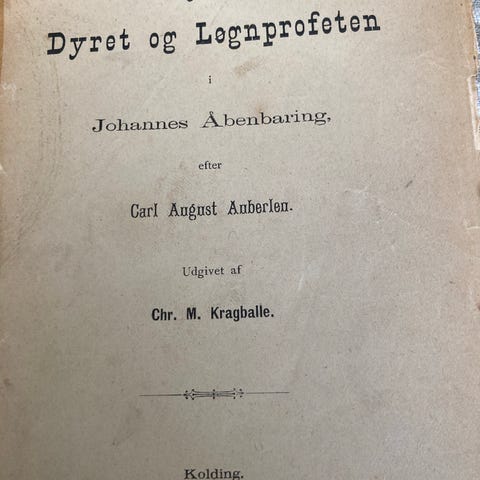 Dyret og Løgnprofeten
i
Johannes Åbenbaring,
efter
Carl August Auberlen.
Udgivet af
Chr. M. Kragballe.
Kolding.